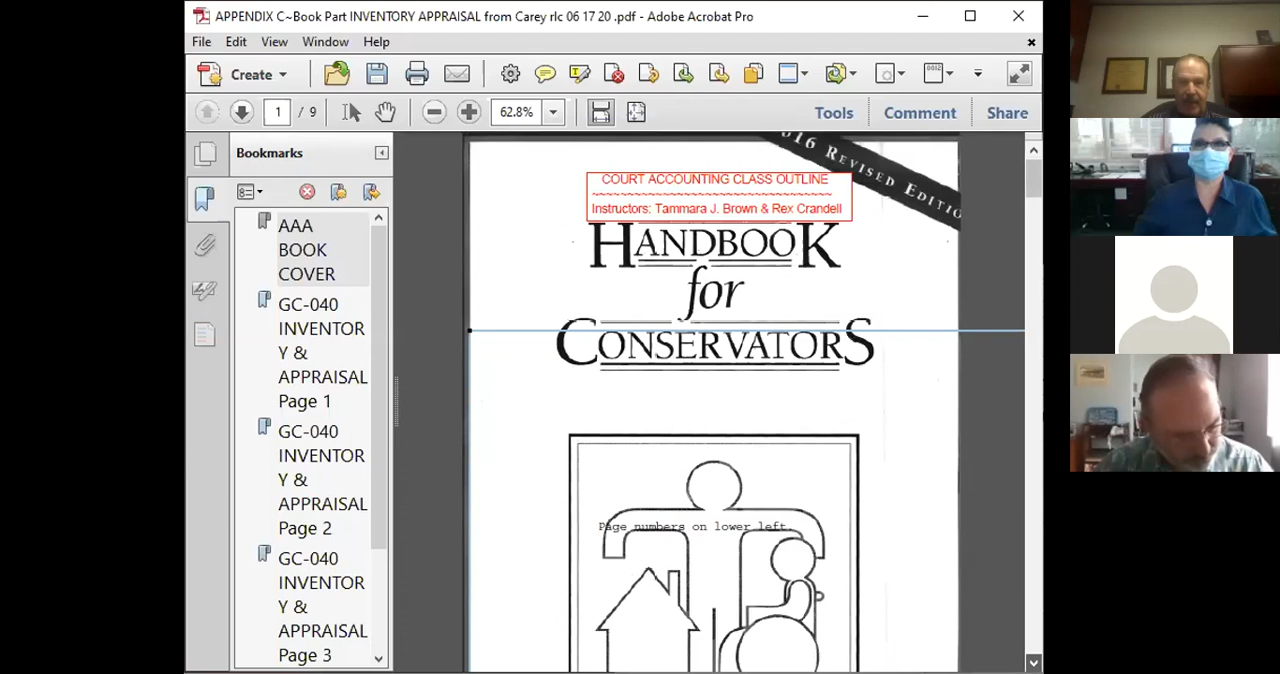 APPENDIX C~Book Part INVENTORY APPRAISAL from Carey rlc 06 17 20 .pdf - Adobe Acrobat Pro
File Edit View Window Help
Create
1 / 9 62.8% Tools Comment Share
Bookmarks
AAA
BOOK
COVER
GC-040
INVENTOR
Y &
APPRAISAL
Page 1
GC-040
INVENTOR
Y &
APPRAISAL
Page 2
GC-040
INVENTOR
Y &
APPRAISAL
Page 3
016 REVISED EDITIO
COURT ACCOUNTING CLASS OUTLINE
~~~~~~~~~~~~~~~~~~~~~~~~~~~~~~
Instructors: Tammara J. Brown & Rex Crandell
HANDBOOK
for
CONSERVATORS
Page numbers on lower left.